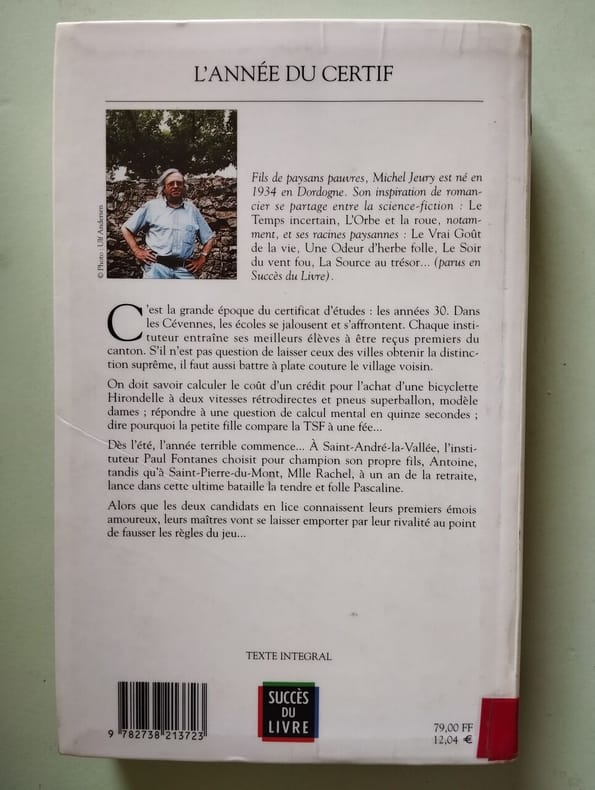 L'ANNÉE DU CERTIF
© Photo : Ulf Andersen
Fils de paysans pauvres, Michel Jeury est né en
1934 en Dordogne. Son inspiration de roman-
cier se partage entre la science-fiction : Le
Temps incertain, L'Orbe et la roue, notam-
ment, et ses racines paysannes : Le Vrai Goût
de la vie, Une Odeur d'herbe folle, Le Soir
du vent fou, La Source au trésor... (parus en
Succès du Livre).
C'est la grande époque du certificat d'études : les années 30. Dans
les Cévennes, les écoles se jalousent et s'affrontent. Chaque insti-
tuteur entraîne ses meilleurs élèves à être reçus premiers du
canton. S'il n'est pas question de laisser ceux des villes obtenir la distinc-
tion suprême, il faut aussi battre à plate couture le village voisin.
On doit savoir calculer le coût d'un crédit pour l'achat d'une bicyclette
Hirondelle à deux vitesses rétrodirectes et pneus superballon, modèle
dames ; répondre à une question de calcul mental en quinze secondes ;
dire pourquoi la petite fille compare la TSF à une fée...
Dès l'été, l'année terrible commence... À Saint-André-la-Vallée, l'insti-
tuteur Paul Fontanes choisit pour champion son propre fils, Antoine,
tandis qu'à Saint-Pierre-du-Mont, Mlle Rachel, à un an de la retraite,
lance dans cette ultime bataille la tendre et folle Pascaline.
Alors que les deux candidats en lice connaissent leurs premiers émois
amoureux, leurs maîtres vont se laisser emporter par leur rivalité au point
de fausser les règles du jeu...
TEXTE INTEGRAL
9 782738 213723
SUCCÈS
DU
LIVRE
79,00 FF
12,04 €